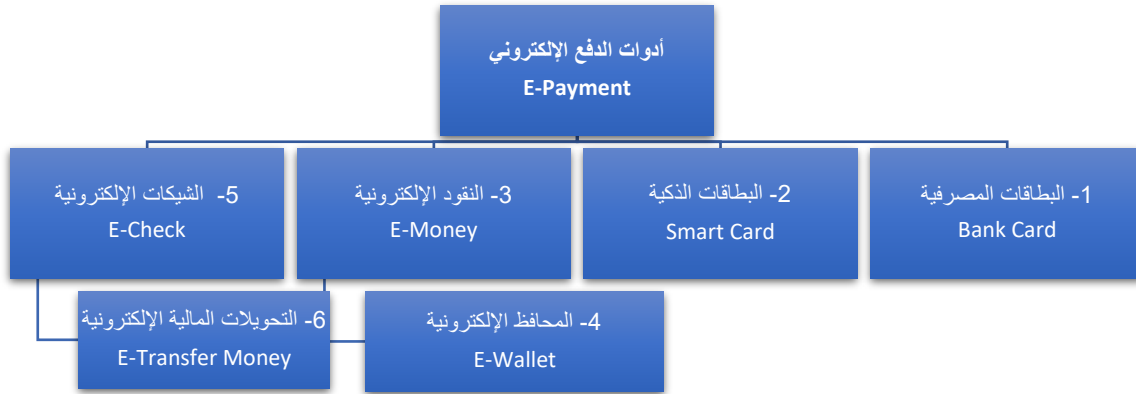 أدوات الدفع الإلكتروني
E-Payment
1- البطاقات المصرفية
Bank Card
2- البطاقات الذكية
Smart Card
3- النقود الإلكترونية
E-Money
5- الشيكات الإلكترونية
E-Check
4- المحافظ الإلكترونية
E-Wallet
6- التحويلات المالية الإلكترونية
E-Transfer Money